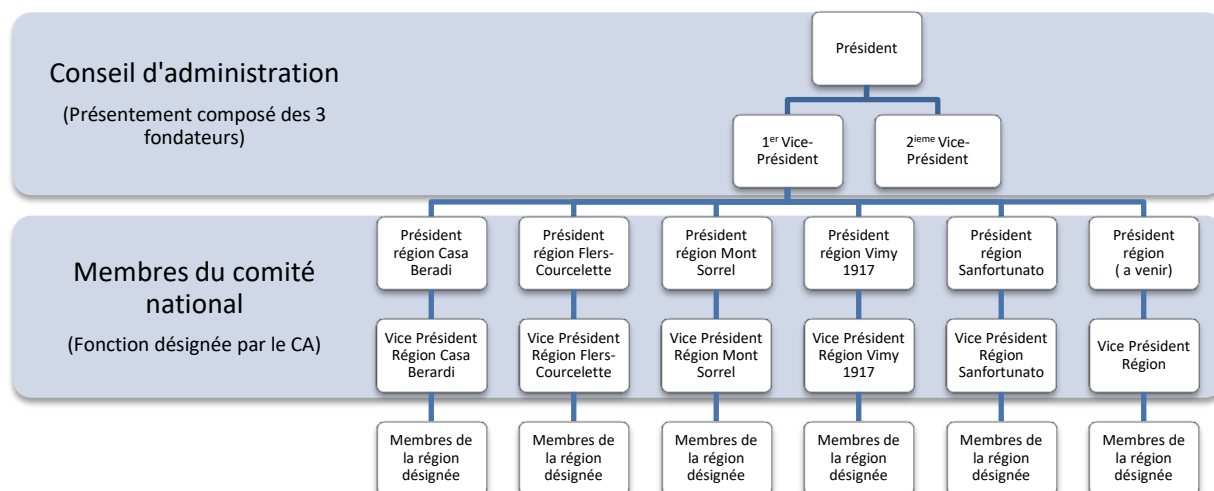 Conseil d'administration
(Présentement composé des 3
fondateurs)
Président
1er Vice-
Président
2ieme Vice-
Président
Membres du comité
national
(Fonction désignée par le CA)
Président
région Casa
Beradi
Président
région Flers-
Courcelette
Président
région Mont
Sorrel
Président
région Vimy
1917
Président
région
Sanfortunato
Président
région
( a venir)
Vice Président
Région Casa
Berardi
Vice Président
Région Flers-
Courcelette
Vice Président
Région Mont
Sorrel
Vice Président
Région Vimy
1917
Vice Président
Région
Sanfortunato
Vice Président
Région
Membres de
la région
désignée
Membres de
la région
désignée
Membres de
la région
désignée
Membres de
la région
désignée
Membres de
la région
désignée
Membres de
la région
désignée